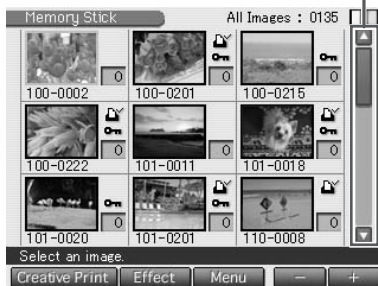 Memory Stick All Images : 0135
0 0 0
100-0002 100-0201 100-0215
0 0 0
100-0222 101-0011 101-0018
0 0 0
101-0020 101-0201 110-0008
Select an image.
Creative Print Effect Menu − +